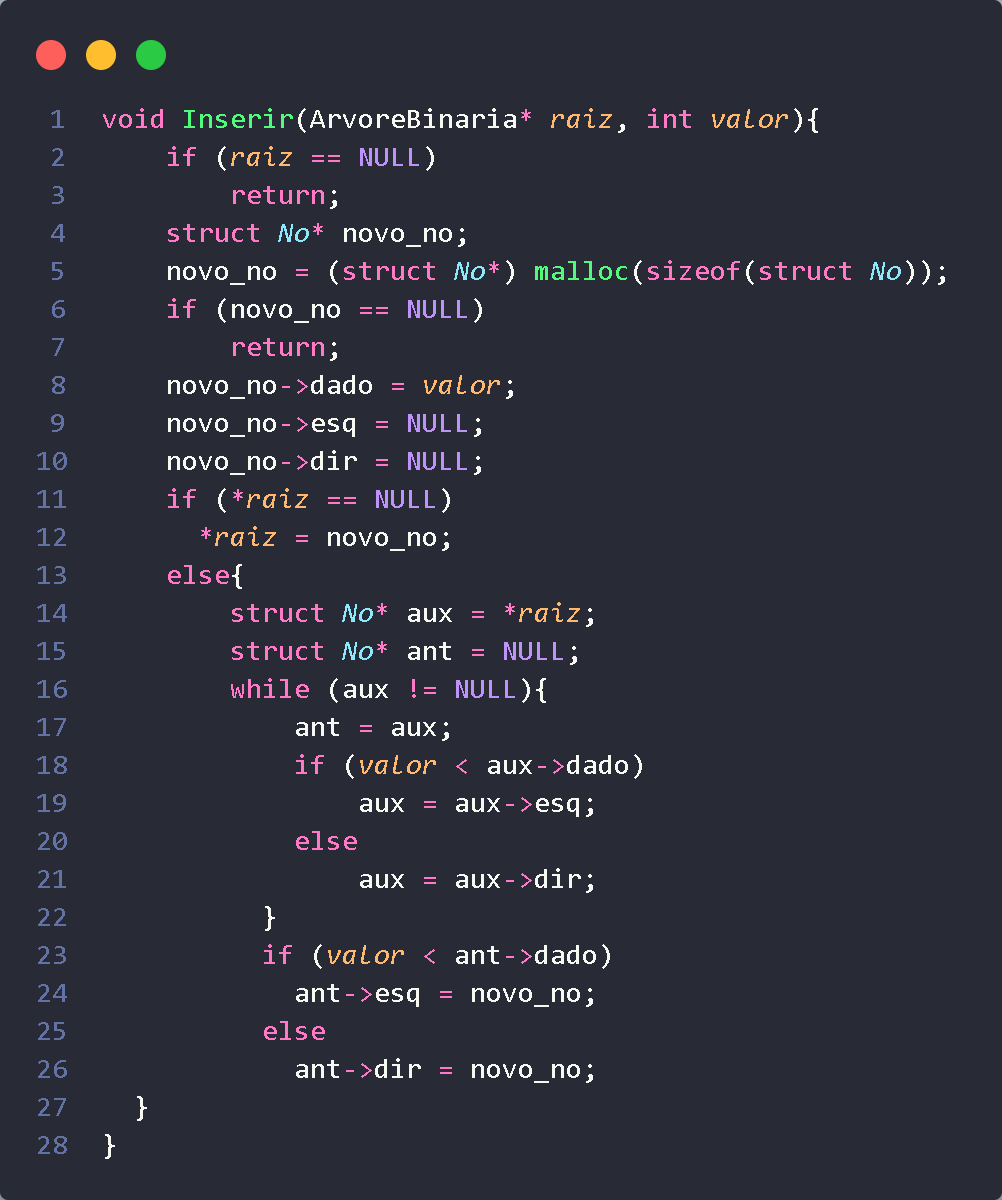 1 void Inserir(ArvoreBinaria* raiz, int valor){
2     if (raiz == NULL)
3         return;
4     struct No* novo_no;
5     novo_no = (struct No*) malloc(sizeof(struct No));
6     if (novo_no == NULL)
7         return;
8     novo_no->dado = valor;
9     novo_no->esq = NULL;
10     novo_no->dir = NULL;
11     if (*raiz == NULL)
12       *raiz = novo_no;
13     else{
14         struct No* aux = *raiz;
15         struct No* ant = NULL;
16         while (aux != NULL){
17             ant = aux;
18             if (valor < aux->dado)
19                 aux = aux->esq;
20             else
21                 aux = aux->dir;
22           }
23           if (valor < ant->dado)
24             ant->esq = novo_no;
25           else
26             ant->dir = novo_no;
27   }
28 }